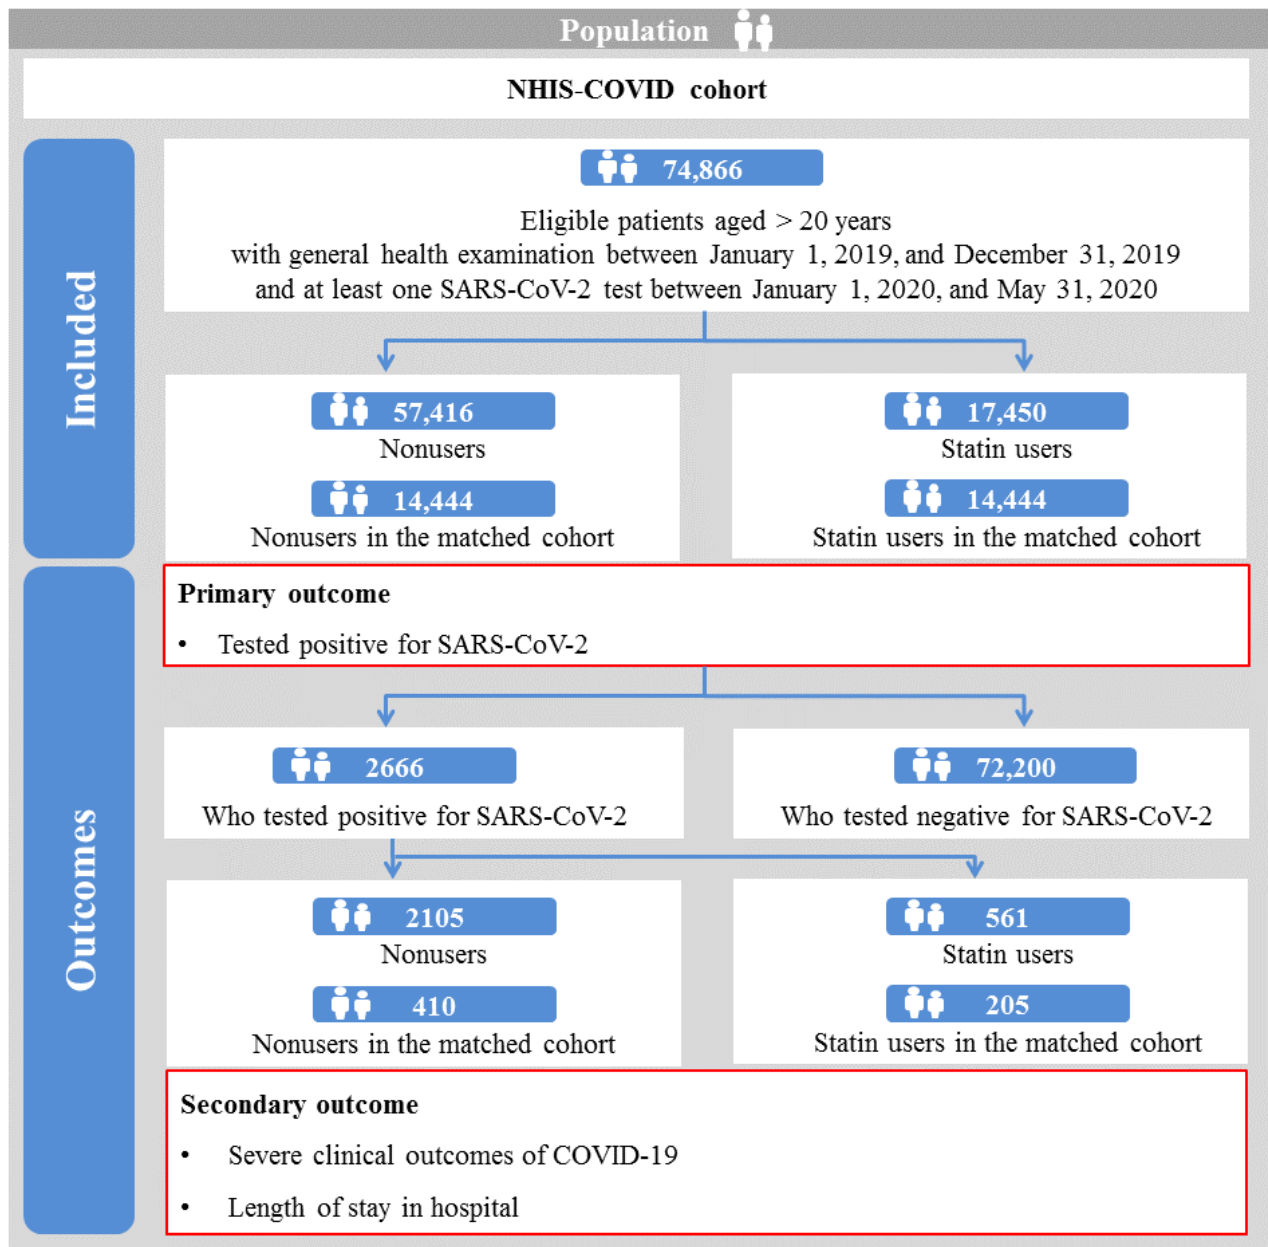 Population
NHIS-COVID cohort
Included
74,866
Eligible patients aged > 20 years
with general health examination between January 1, 2019, and December 31, 2019
and at least one SARS-CoV-2 test between January 1, 2020, and May 31, 2020
57,416
Nonusers
14,444
Nonusers in the matched cohort
17,450
Statin users
14,444
Statin users in the matched cohort
Outcomes
Primary outcome
• Tested positive for SARS-CoV-2
2666
Who tested positive for SARS-CoV-2
72,200
Who tested negative for SARS-CoV-2
2105
Nonusers
410
Nonusers in the matched cohort
561
Statin users
205
Statin users in the matched cohort
Secondary outcome
• Severe clinical outcomes of COVID-19
• Length of stay in hospital